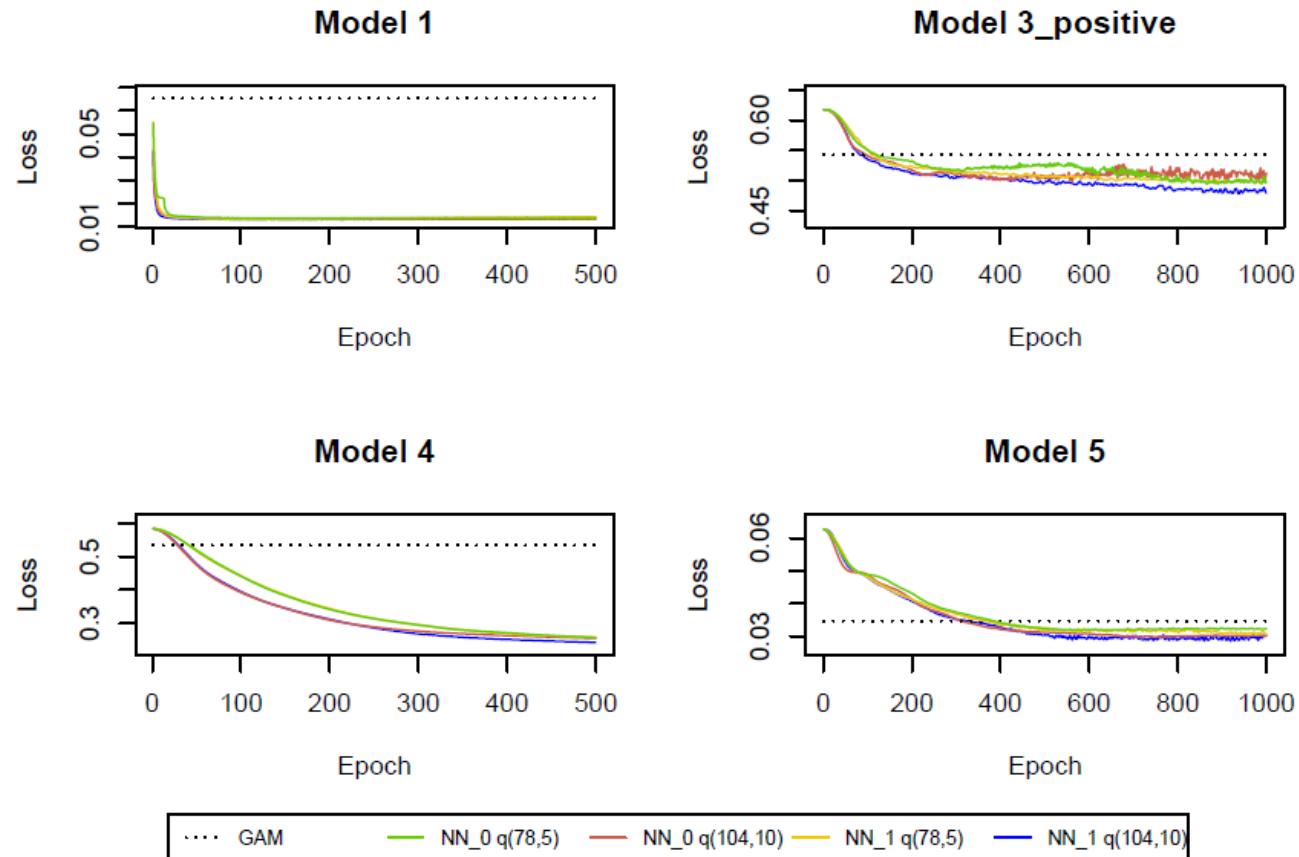 Model 1
Loss
0.05
0.01
0 100 200 300 400 500
Epoch
Model 3_positive
Loss
0.60
0.45
0 200 400 600 800 1000
Epoch
Model 4
Loss
0.5
0.3
0 100 200 300 400 500
Epoch
Model 5
Loss
0.06
0.03
0 200 400 600 800 1000
Epoch
GAM NN_0 q(78,5) NN_0 q(104,10) NN_1 q(78,5) NN_1 q(104,10)